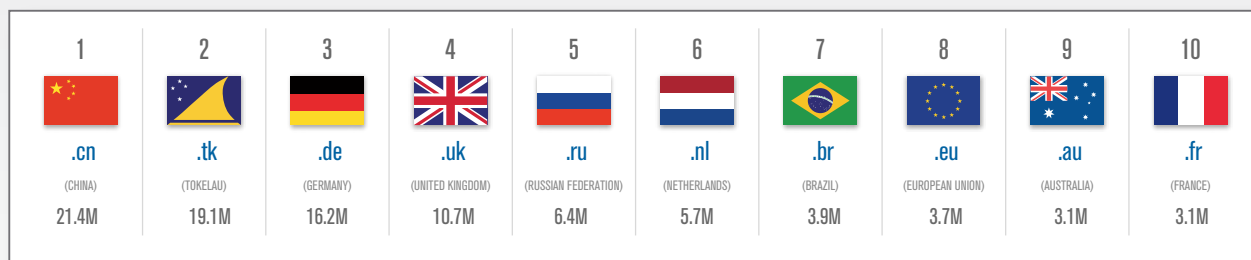 1 2 3 4 5 6 7 8 9 10
.cn .tk .de .uk .ru .nl .br .eu .au .fr
(CHINA) (TOKELAU) (GERMANY) (UNITED KINGDOM) (RUSSIAN FEDERATION) (NETHERLANDS) (BRAZIL) (EUROPEAN UNION) (AUSTRALIA) (FRANCE)
21.4M 19.1M 16.2M 10.7M 6.4M 5.7M 3.9M 3.7M 3.1M 3.1M